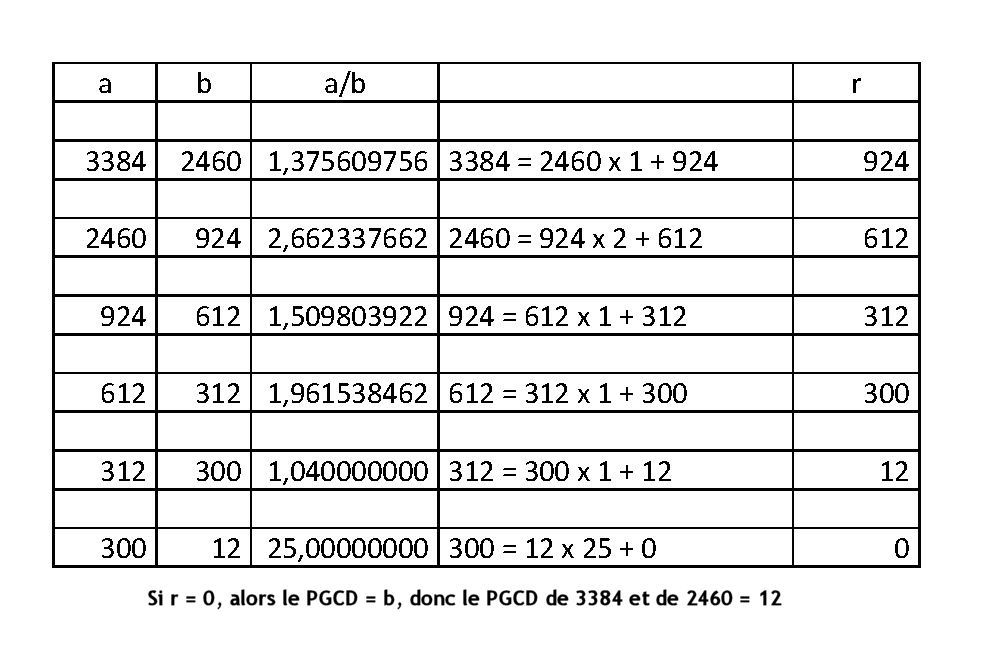 a b a/b r
3384 2460 1,375609756 3384 = 2460 x 1 + 924 924
2460 924 2,662337662 2460 = 924 x 2 + 612 612
924 612 1,509803922 924 = 612 x 1 + 312 312
612 312 1,961538462 612 = 312 x 1 + 300 300
312 300 1,040000000 312 = 300 x 1 + 12 12
300 12 25,00000000 300 = 12 x 25 + 0 0
Si r = 0, alors le PGCD = b, donc le PGCD de 3384 et de 2460 = 12